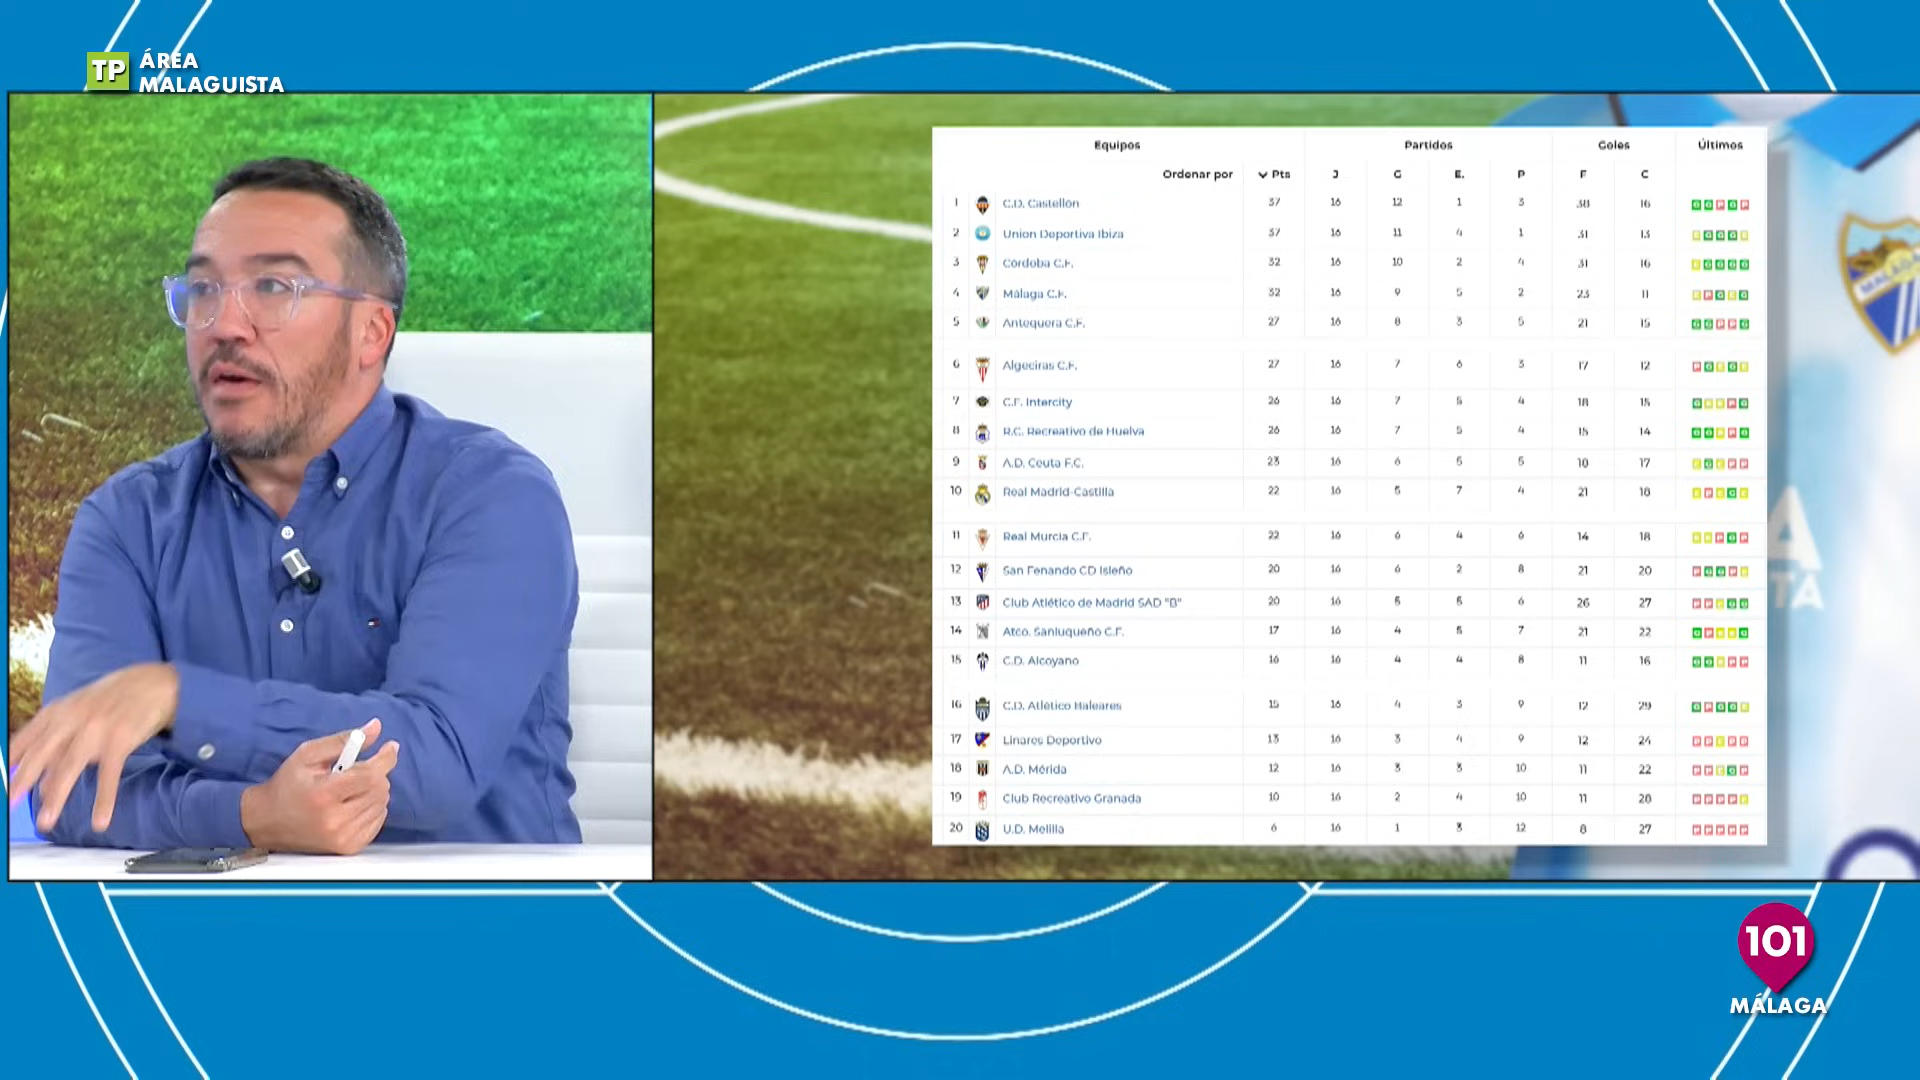 TP ÁREA
MALAGUISTA
Equipos Partidos Goles Últimos
Ordenar por Pts J G E. P F C
1 C.D. Castellón 37 16 12 1 3 38 16
2 Unión Deportiva Ibiza 37 16 11 4 1 31 13
3 Córdoba C.F. 32 16 10 2 4 31 16
4 Málaga C.F. 32 16 9 5 2 23 11
5 Antequera C.F. 27 16 8 3 5 21 15
6 Algeciras C.F. 27 16 7 6 3 17 12
7 C.F. Intercity 26 16 7 5 4 18 15
8 R.C. Recreativo de Huelva 26 16 7 5 4 15 14
9 A.D. Ceuta F.C. 23 16 6 5 5 18 17
10 Real Madrid-Castilla 22 16 5 7 4 21 18
11 Real Murcia C.F. 22 16 6 4 6 14 18
12 San Fenando CD Isleño 20 16 6 2 8 21 20
13 Club Atlético de Madrid SAD "B" 20 16 5 5 6 26 27
14 Atco. Sanluqueño C.F. 17 16 4 5 7 21 22
15 C.D. Alcoyano 16 16 4 4 8 11 16
16 C.D. Atlético Baleares 15 16 4 3 9 12 29
17 Linares Deportivo 13 16 3 4 9 12 24
18 A.D. Mérida 12 16 3 3 10 11 22
19 Club Recreativo Granada 10 16 2 4 10 11 28
20 U.D. Melilla 6 16 1 3 12 8 27
101
MÁLAGA